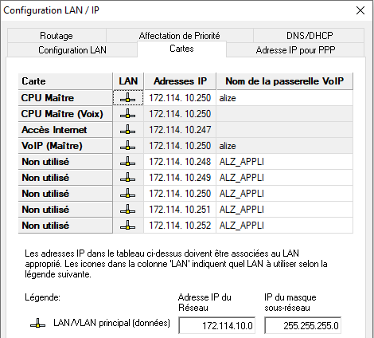 Configuration LAN / IP
Routage Affectation de Priorité DNS/DHCP
Configuration LAN Cartes Adresse IP pour PPP
Carte LAN Adresses IP Nom de la passerelle VoIP
CPU Maître 172.114. 10.250 alize
CPU Maître (Voix) 172.114. 10.250
Accès Internet 172.114. 10.247
VoIP (Maître) 172.114. 10.250 alize
Non utilisé 172.114. 10.248 ALZ_APPLI
Non utilisé 172.114. 10.249 ALZ_APPLI
Non utilisé 172.114. 10.250 ALZ_APPLI
Non utilisé 172.114. 10.251 ALZ_APPLI
Non utilisé 172.114. 10.252 ALZ_APPLI
Les adresses IP dans le tableau ci-dessus doivent être associées au LAN
approprié. Les icones dans la colonne 'LAN' indiquent quel LAN à utiliser selon la
légende suivante.
Légende: Adresse IP du Réseau IP du masque sous-réseau
LAN/VLAN principal (données) 172.114.10.0 255.255.255.0